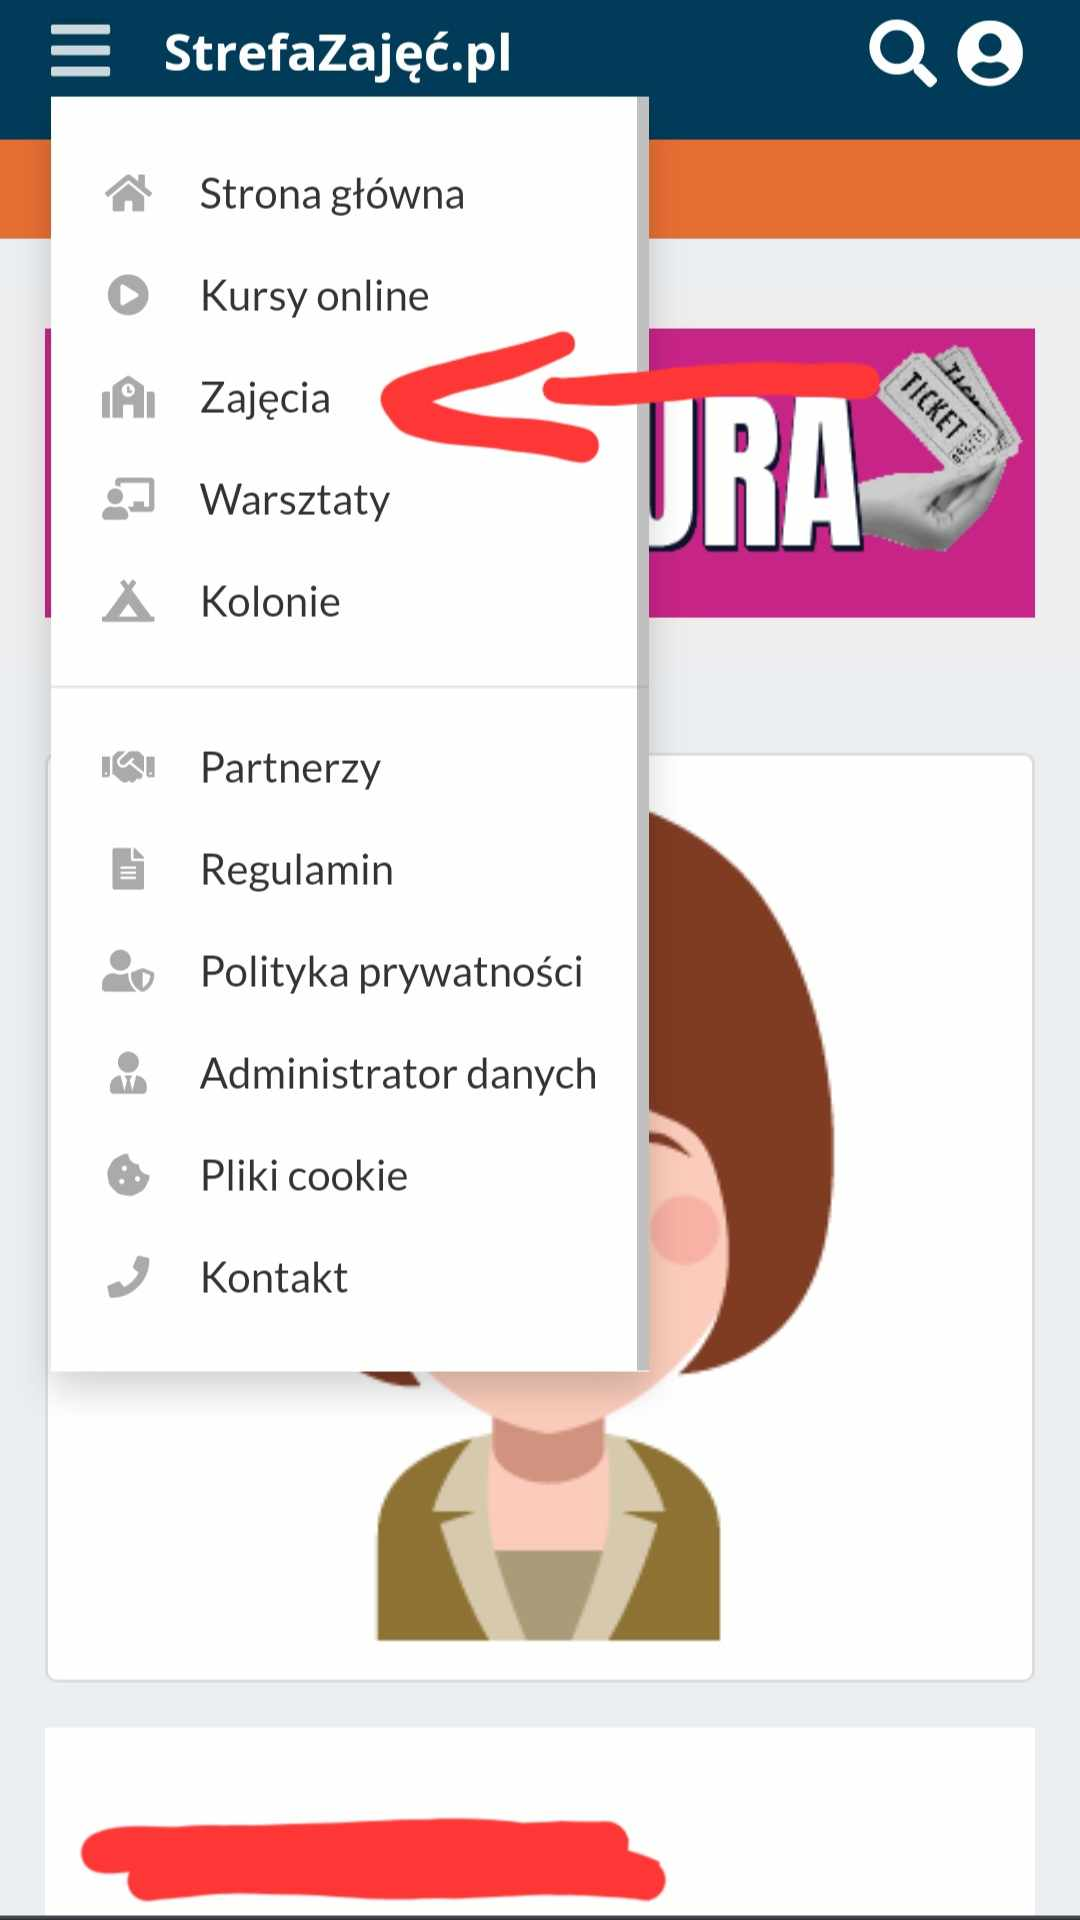 StrefaZajęć.pl
Strona główna
Kursy online
Zajęcia
Warsztaty
Kolonie
Partnerzy
Regulamin
Polityka prywatności
Administrator danych
Pliki cookie
Kontakt
URA
TICKET